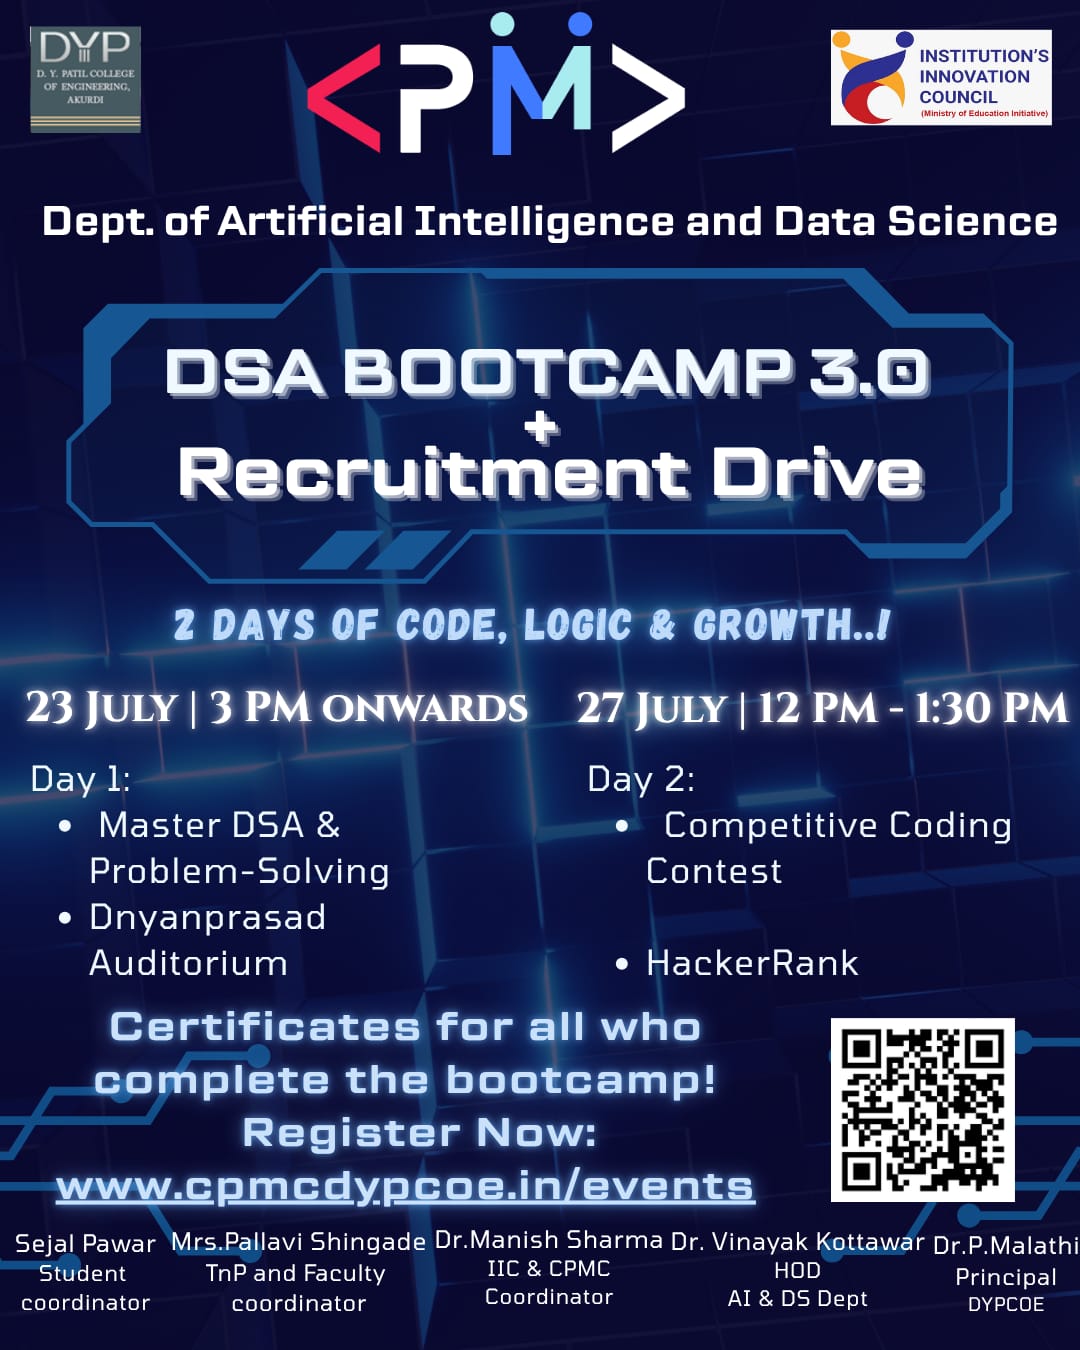 DYP
D. Y. PATIL COLLEGE
OF ENGINEERING,
AKURDI
<PM>
INSTITUTION'S
INNOVATION
COUNCIL
(Ministry of Education Initiative)
Dept. of Artificial Intelligence and Data Science
DSA BOOTCAMP 3.0
+
Recruitment Drive
2 DAYS OF CODE, LOGIC & GROWTH..!
23 JULY | 3 PM ONWARDS
27 JULY | 12 PM - 1:30 PM
Day 1:
• Master DSA &
Problem-Solving
• Dnyanprasad
Auditorium
Day 2:
• Competitive Coding
Contest
• HackerRank
Certificates for all who
complete the bootcamp!
Register Now:
www.cpmcdypcoe.in/events
Sejal Pawar
Student
coordinator
Mrs.Pallavi Shingade
TnP and Faculty
coordinator
Dr.Manish Sharma
IIC & CPMC
Coordinator
Dr. Vinayak Kottawar
HOD
AI & DS Dept
Dr.P.Malathi
Principal
DYPCOE